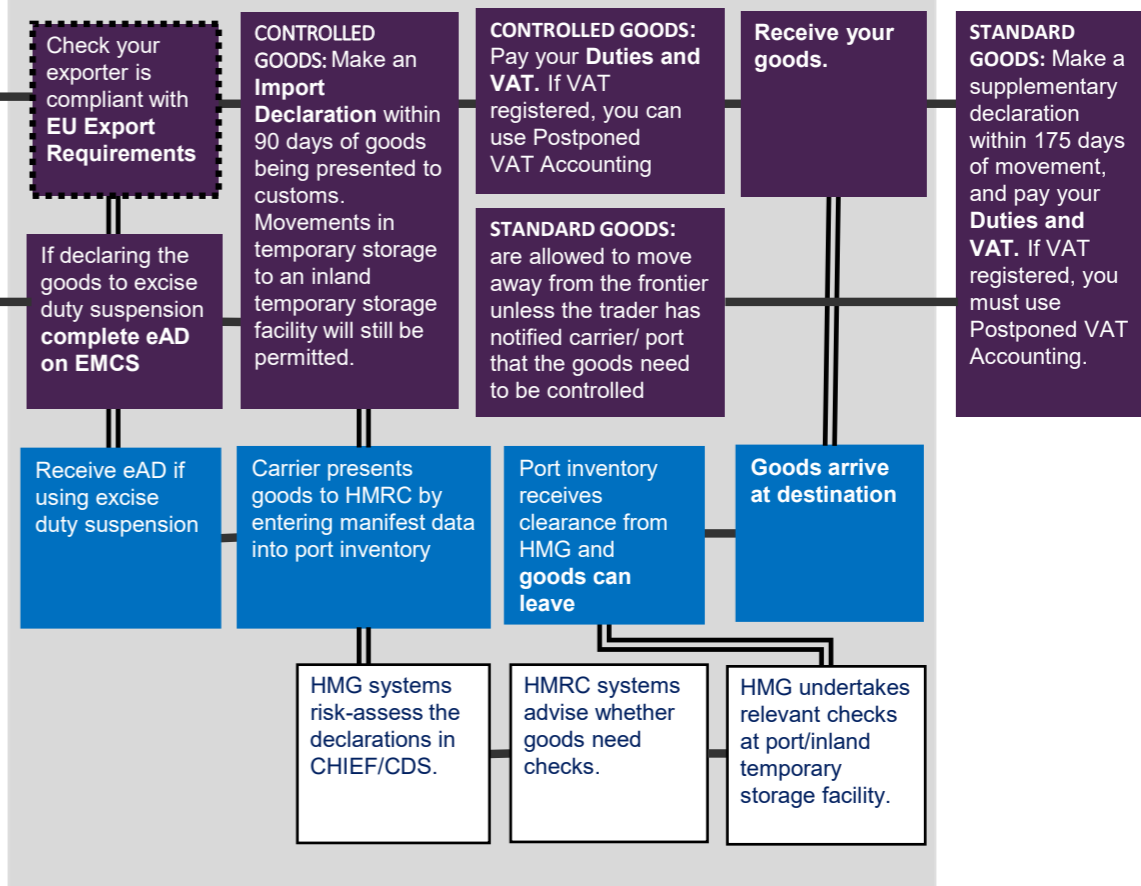 Check your
exporter is
compliant with
EU Export
Requirements
CONTROLLED
GOODS: Make an
Import
Declaration within
90 days of goods
being presented to
customs.
Movements in
temporary storage
to an inland
temporary storage
facility will still be
permitted.
CONTROLLED GOODS:
Pay your Duties and
VAT. If VAT
registered, you can
use Postponed
VAT Accounting
Receive your
goods.
STANDARD
GOODS: Make a
supplementary
declaration
within 175 days
of movement,
and pay your
Duties and
VAT. If VAT
registered, you
must use
Postponed VAT
Accounting.
If declaring the
goods to excise
duty suspension
complete eAD
on EMCS
STANDARD GOODS:
are allowed to move
away from the frontier
unless the trader has
notified carrier/ port
that the goods need
to be controlled
Receive eAD if
using excise
duty suspension
Carrier presents
goods to HMRC by
entering manifest data
into port inventory
Port inventory
receives
clearance from
HMG and
goods can
leave
Goods arrive
at destination
HMG systems
risk-assess the
declarations in
CHIEF/CDS.
HMRC systems
advise whether
goods need
checks.
HMG undertakes
relevant checks
at port/inland
temporary
storage facility.